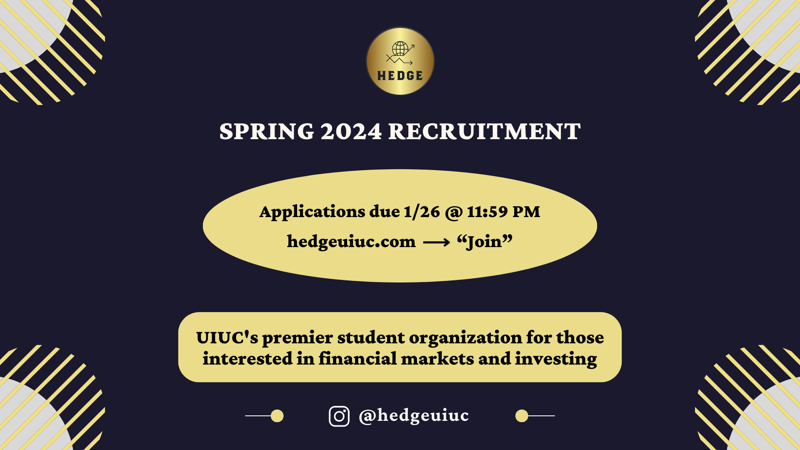 HEDGE
SPRING 2024 RECRUITMENT
Applications due 1/26 @ 11:59 PM
hedgeuiuc.com ⟶ “Join”
UIUC's premier student organization for those
interested in financial markets and investing
@hedgeuiuc